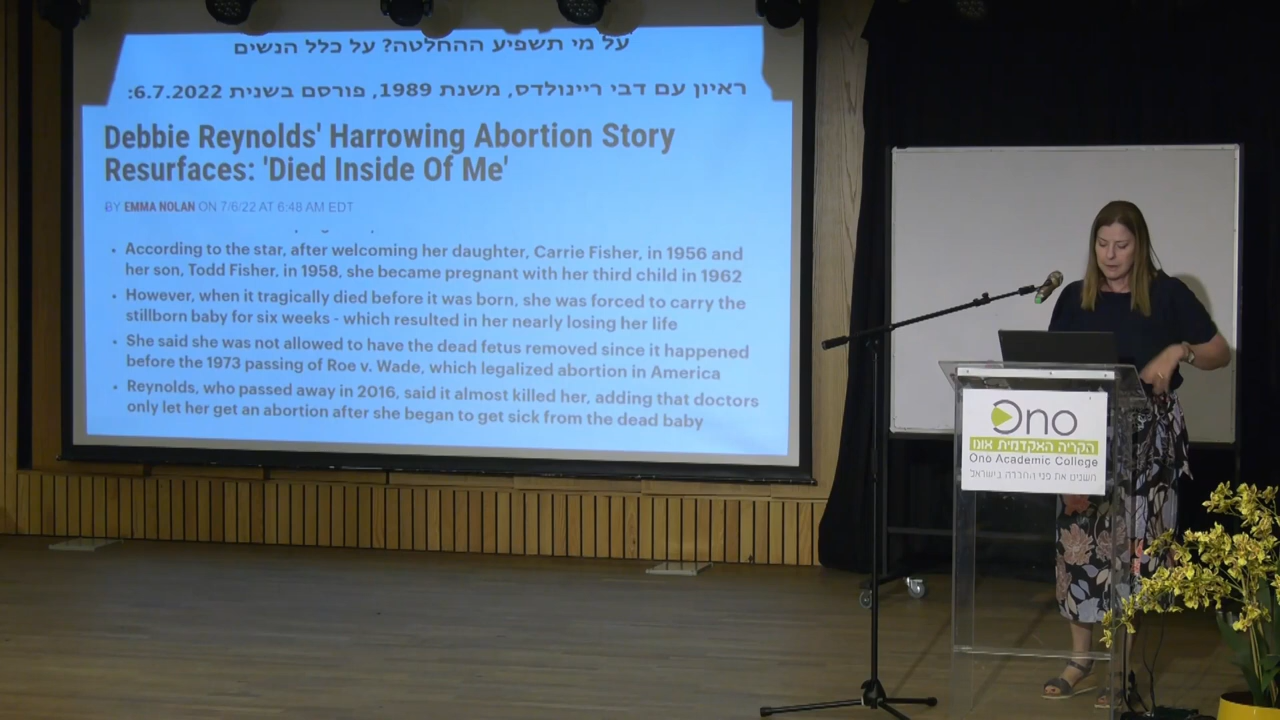 על מי תשפיע ההחלטה? על כלל הנשים
ראיון עם דבי ריינולדס, משנת 1989, פורסם בשנית 6.7.2022:
Debbie Reynolds' Harrowing Abortion Story
Resurfaces: 'Died Inside Of Me'
BY EMMA NOLAN ON 7/6/22 AT 6:48 AM EDT
• According to the star, after welcoming her daughter, Carrie Fisher, in 1956 and
her son, Todd Fisher, in 1958, she became pregnant with her third child in 1962
• However, when it tragically died before it was born, she was forced to carry the
stillborn baby for six weeks - which resulted in her nearly losing her life
• She said she was not allowed to have the dead fetus removed since it happened
before the 1973 passing of Roe v. Wade, which legalized abortion in America
• Reynolds, who passed away in 2016, said it almost killed her, adding that doctors
only let her get an abortion after she began to get sick from the dead baby
Ono
הקריה האקדמית אונו
Ono Academic College
משנים את פני החברה בישראל